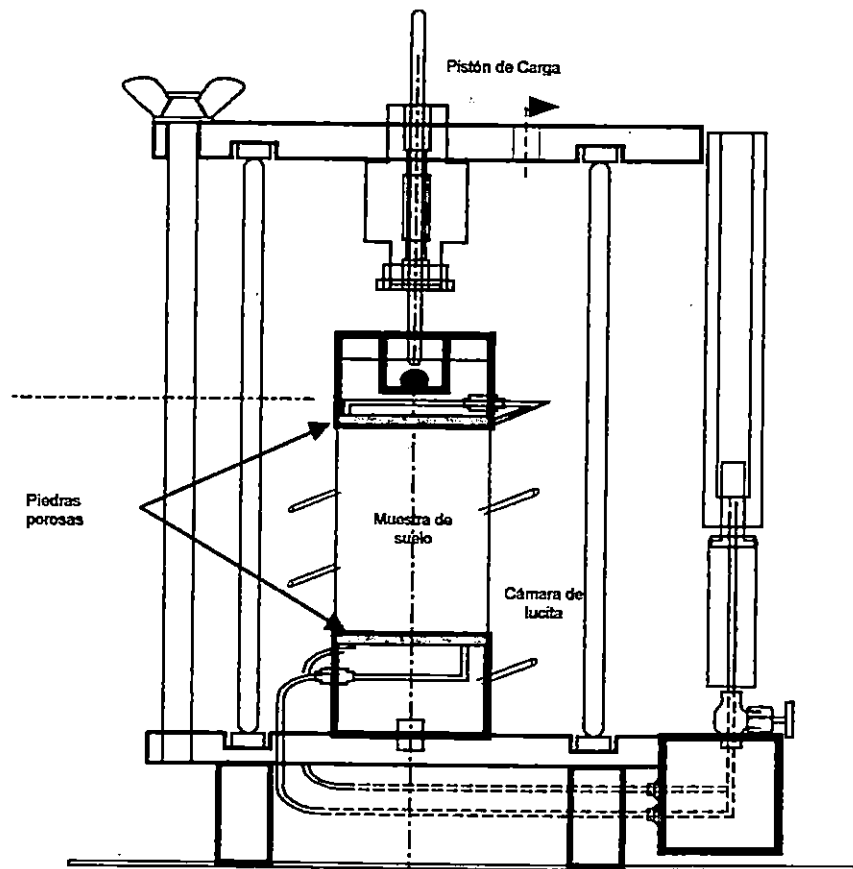 Pistón de Carga
Piedras
porosas
Muestra de
suelo
Cámara de
lucita